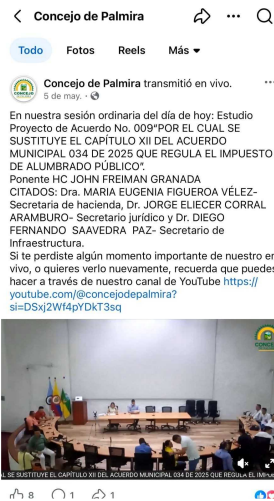 Concejo de Palmira
Todo Fotos Reels Más
Concejo de Palmira transmitió en vivo.
5 de may.
En nuestra sesión ordinaria del día de hoy: Estudio
Proyecto de Acuerdo No. 009"POR EL CUAL SE
SUSTITUYE EL CAPÍTULO XII DEL ACUERDO
MUNICIPAL 034 DE 2025 QUE REGULA EL IMPUESTO
DE ALUMBRADO PÚBLICO".
Ponente HC JOHN FREIMAN GRANADA
CITADOS: Dra. MARIA EUGENIA FIGUEROA VÉLEZ-
Secretaria de hacienda, Dr. JORGE ELIECER CORRAL
ARAMBURO- Secretario jurídico y Dr. DIEGO
FERNANDO SAAVEDRA PAZ- Secretario de
Infraestructura.
Si te perdiste algún momento importante de nuestro en
vivo, o quieres verlo nuevamente, recuerda que puedes
hacer a través de nuestro canal de YouTube https://
youtube.com/@concejodepalmira?
si=DSxj2Wf4pYDkT3sq
CONCEJO
AL SE SUSTITUYE EL CAPÍTULO XII DEL ACUERDO MUNICIPAL 034 DE 2025 QUE REGULA EL IMPU
8 1 1